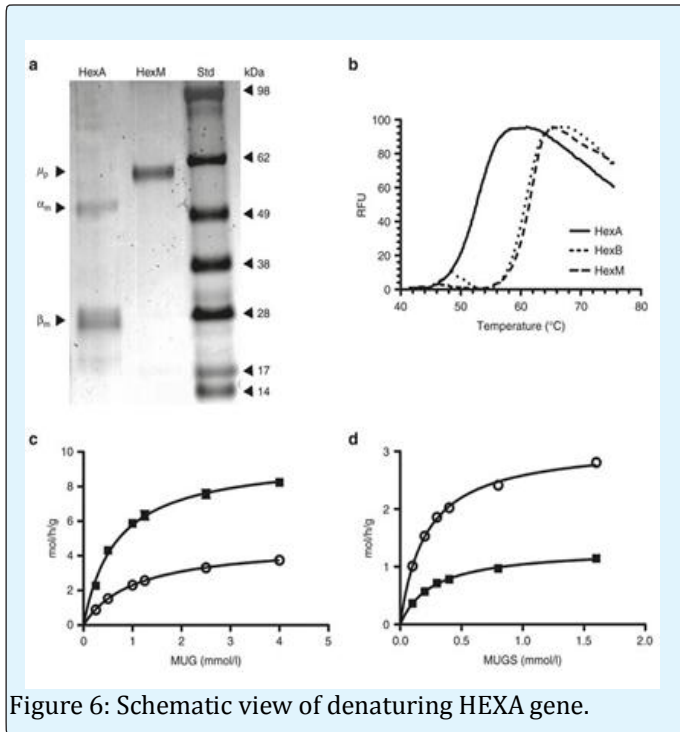 a
HexA HexM Std kDa
98
μp
62
αm
49
38
βm
28
17
14
b
100
80
60
40
20
0
RFU
HexA
HexB
HexM
40 50 60 70 80
Temperature (°C)
c
10
8
6
4
2
0
mol/h/g
0 1 2 3 4 5
MUG (mmol/l)
d
3
2
1
0
mol/h/g
0.0 0.5 1.0 1.5 2.0
MUGS (mmol/l)
Figure 6: Schematic view of denaturing HEXA gene.